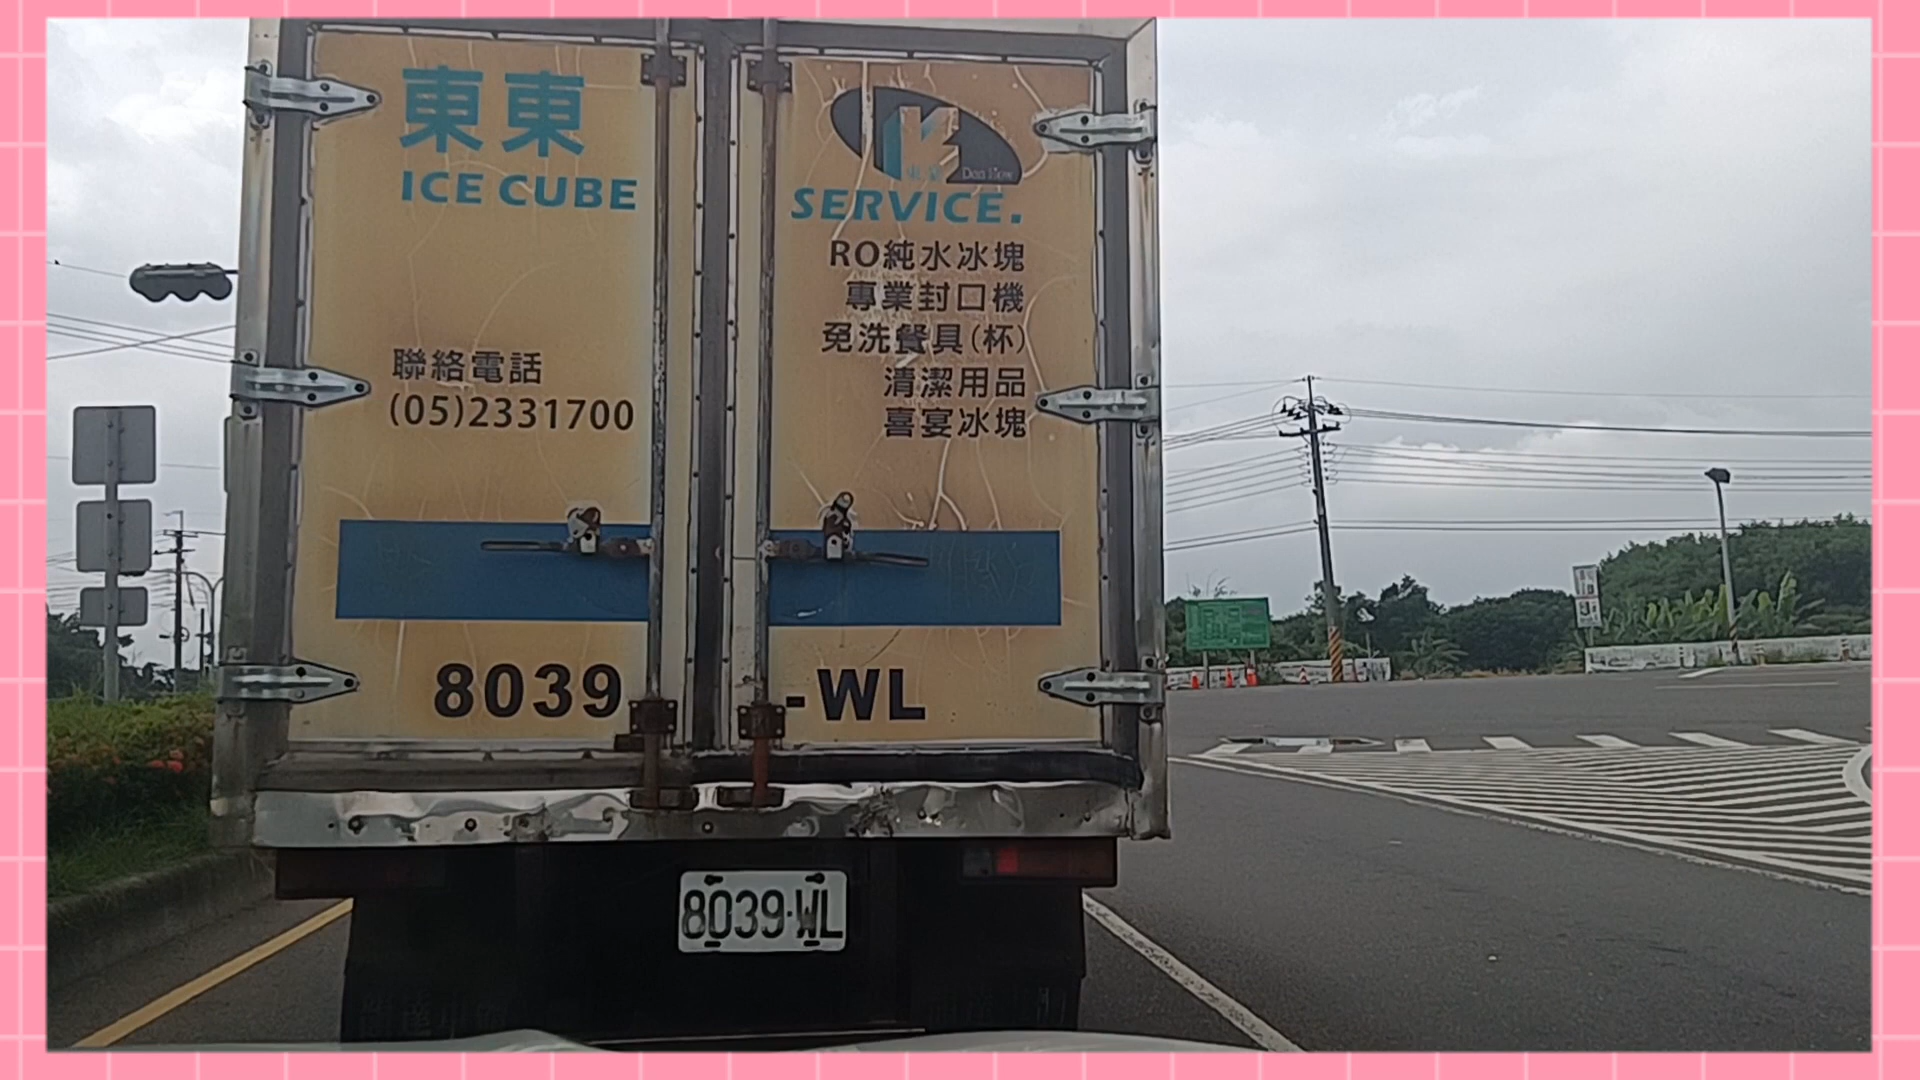 東東
ICE CUBE
聯絡電話
(05)2331700
SERVICE.
RO純水冰塊
專業封口機
免洗餐具(杯)
清潔用品
喜宴冰塊
8039-WL
8039·WL